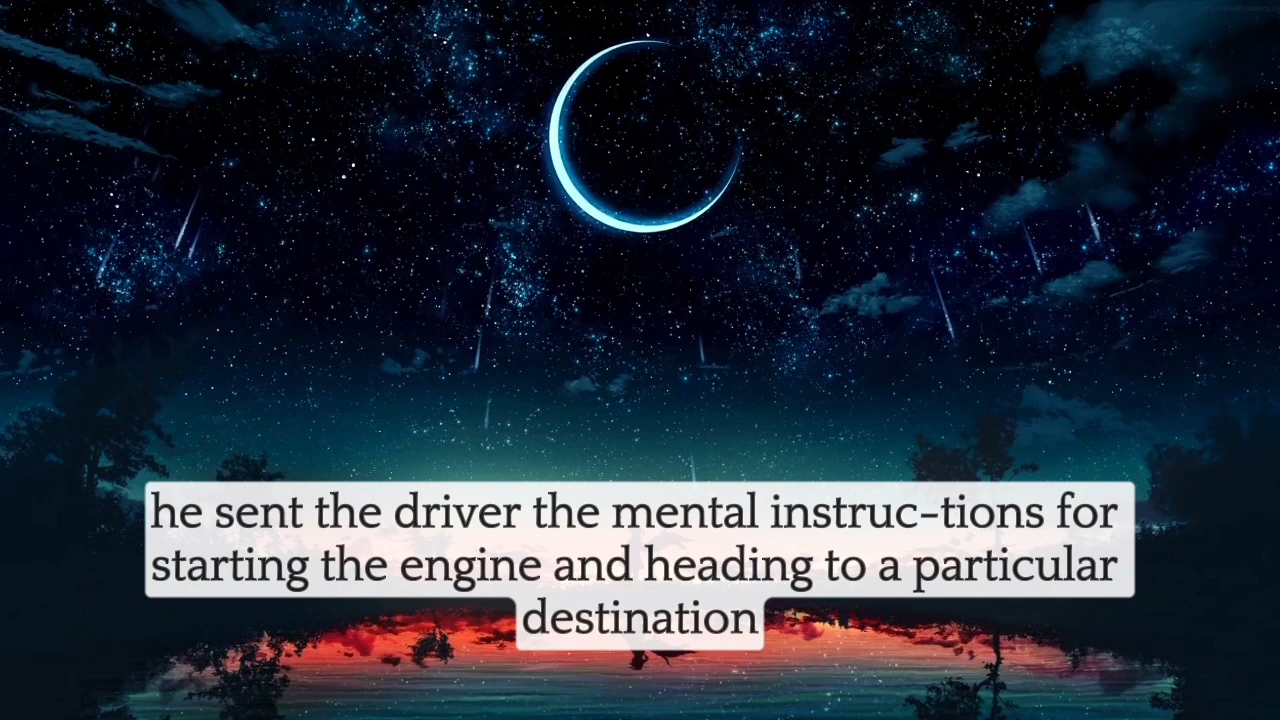 he sent the driver the mental instruc-tions for
starting the engine and heading to a particular
destination